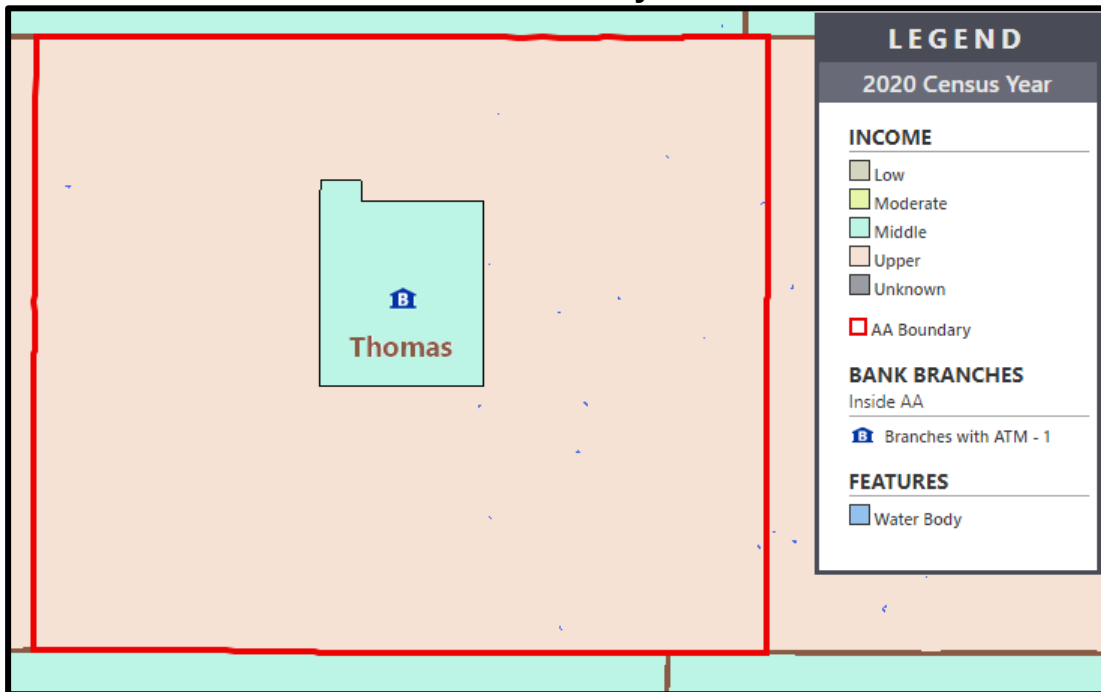 Thomas
LEGEND
2020 Census Year
INCOME
Low
Moderate
Middle
Upper
Unknown
AA Boundary
BANK BRANCHES
Inside AA
B Branches with ATM - 1
FEATURES
Water Body